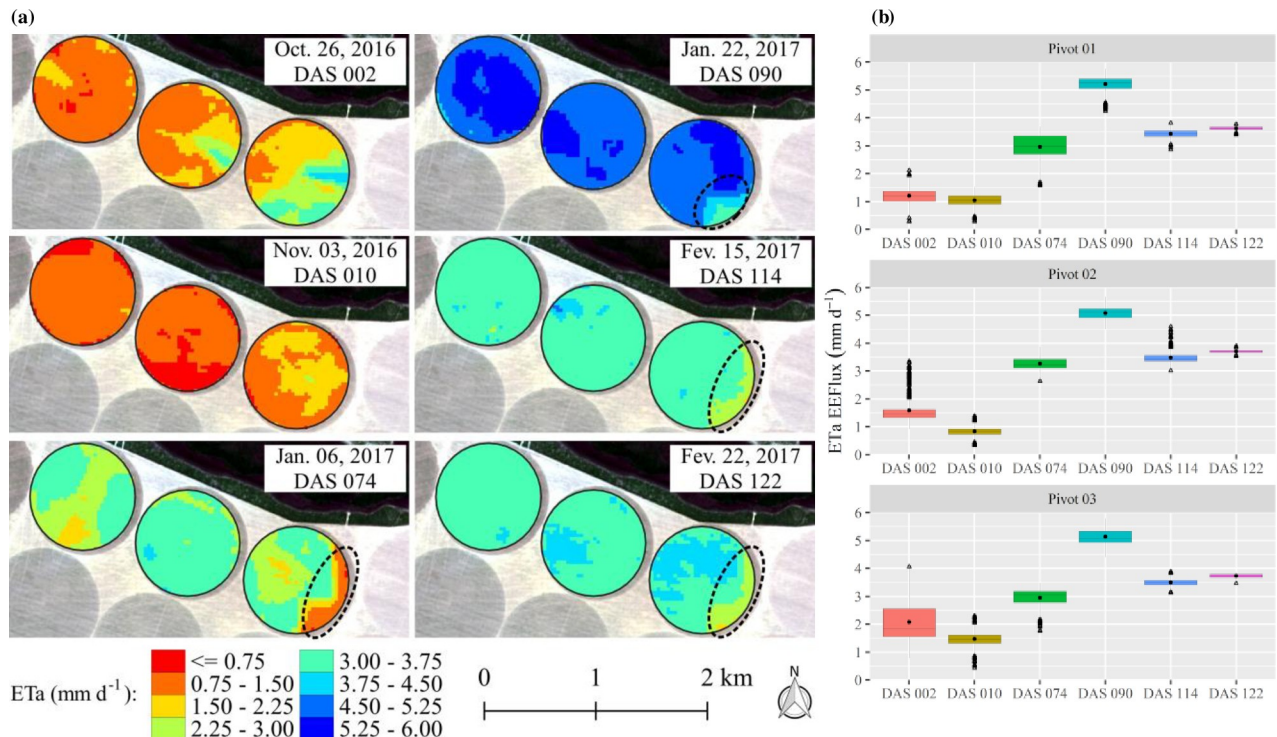 (a)
Oct. 26, 2016
DAS 002
Jan. 22, 2017
DAS 090
Nov. 03, 2016
DAS 010
Fev. 15, 2017
DAS 114
Jan. 06, 2017
DAS 074
Fev. 22, 2017
DAS 122
ETa (mm d⁻¹):
<= 0.75
0.75 - 1.50
1.50 - 2.25
2.25 - 3.00
3.00 - 3.75
3.75 - 4.50
4.50 - 5.25
5.25 - 6.00
0 1 2 km
N
(b)
ETa EEFlux (mm d⁻¹)
Pivot 01
6
5
4
3
2
1
0
DAS 002 DAS 010 DAS 074 DAS 090 DAS 114 DAS 122
Pivot 02
6
5
4
3
2
1
0
DAS 002 DAS 010 DAS 074 DAS 090 DAS 114 DAS 122
Pivot 03
6
5
4
3
2
1
0
DAS 002 DAS 010 DAS 074 DAS 090 DAS 114 DAS 122